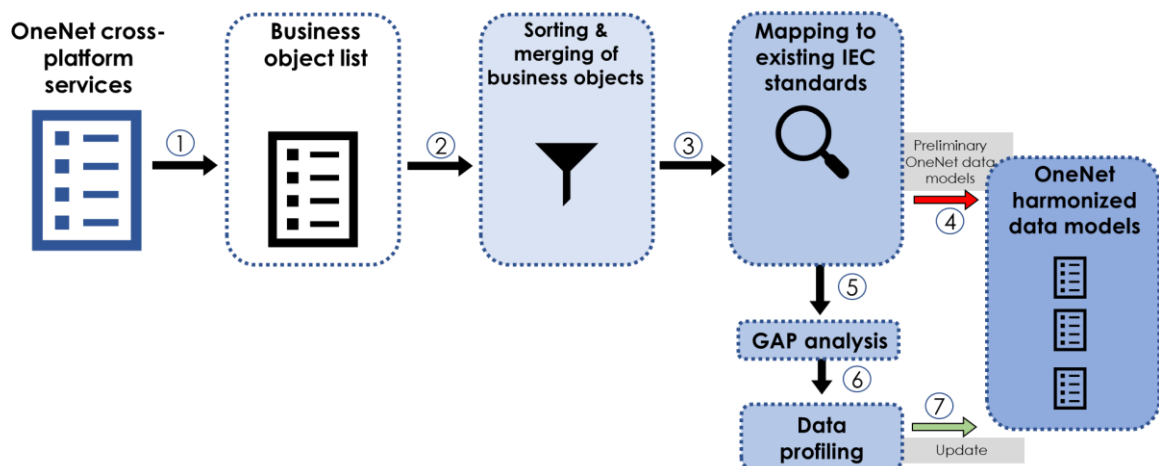 OneNet cross-
platform
services
1
Business
object list
2
Sorting &
merging of
business objects
3
Mapping to
existing IEC
standards
Preliminary
OneNet data
models
4
OneNet
harmonized
data models
5
GAP analysis
6
Data
profiling
7
Update